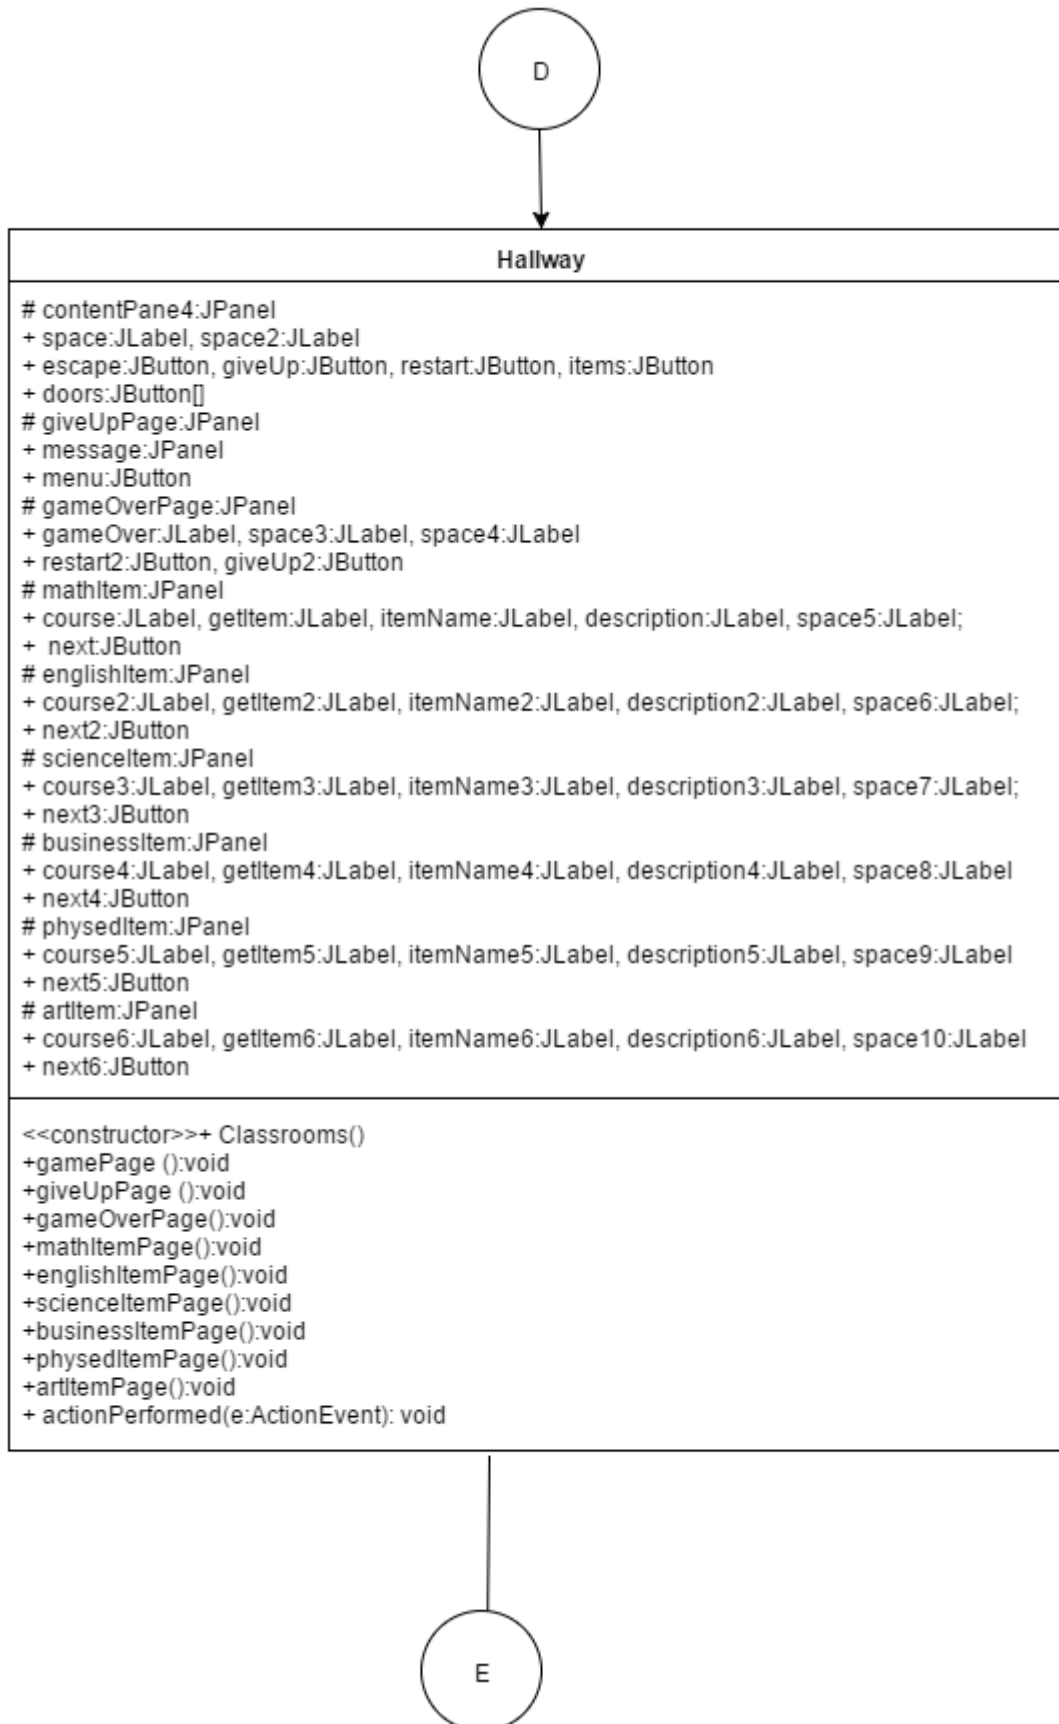 D
Hallway
# contentPane4:JPanel
+ space:JLabel, space2:JLabel
+ escape:JButton, giveUp:JButton, restart:JButton, items:JButton
+ doors:JButton[]
# giveUpPage:JPanel
+ message:JPanel
+ menu:JButton
# gameOverPage:JPanel
+ gameOver:JLabel, space3:JLabel, space4:JLabel
+ restart2:JButton, giveUp2:JButton
# mathItem:JPanel
+ course:JLabel, getItem:JLabel, itemName:JLabel, description:JLabel, space5:JLabel;
+  next:JButton
# englishItem:JPanel
+ course2:JLabel, getItem2:JLabel, itemName2:JLabel, description2:JLabel, space6:JLabel;
+ next2:JButton
# scienceItem:JPanel
+ course3:JLabel, getItem3:JLabel, itemName3:JLabel, description3:JLabel, space7:JLabel;
+ next3:JButton
# businessItem:JPanel
+ course4:JLabel, getItem4:JLabel, itemName4:JLabel, description4:JLabel, space8:JLabel
+ next4:JButton
# physedItem:JPanel
+ course5:JLabel, getItem5:JLabel, itemName5:JLabel, description5:JLabel, space9:JLabel
+ next5:JButton
# artItem:JPanel
+ course6:JLabel, getItem6:JLabel, itemName6:JLabel, description6:JLabel, space10:JLabel
+ next6:JButton
<<constructor>>+ Classrooms()
+gamePage ():void
+giveUpPage ():void
+gameOverPage():void
+mathItemPage():void
+englishItemPage():void
+scienceItemPage():void
+businessItemPage():void
+physedItemPage():void
+artItemPage():void
+ actionPerformed(e:ActionEvent): void
E